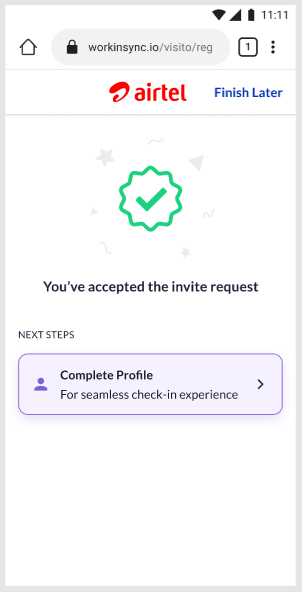 11:11
workinsync.io/visito/reg
1
airtel
Finish Later
You've accepted the invite request
NEXT STEPS
Complete Profile
For seamless check-in experience